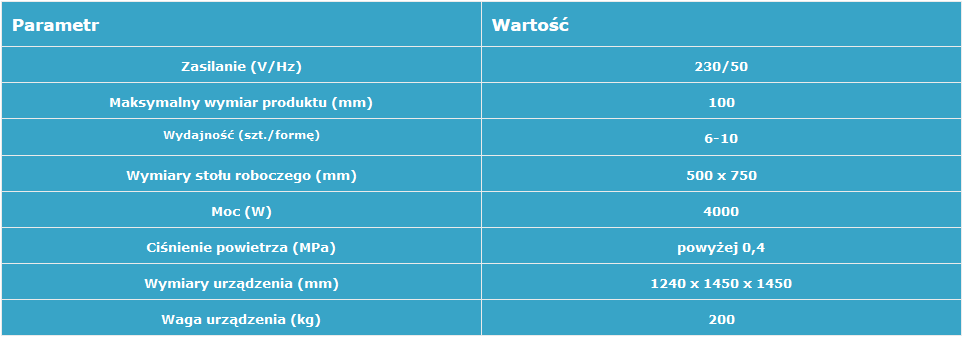 Parametr Wartość
Zasilanie (V/Hz) 230/50
Maksymalny wymiar produktu (mm) 100
Wydajność (szt./formę) 6-10
Wymiary stołu roboczego (mm) 500 x 750
Moc (W) 4000
Ciśnienie powietrza (MPa) powyżej 0,4
Wymiary urządzenia (mm) 1240 x 1450 x 1450
Waga urządzenia (kg) 200